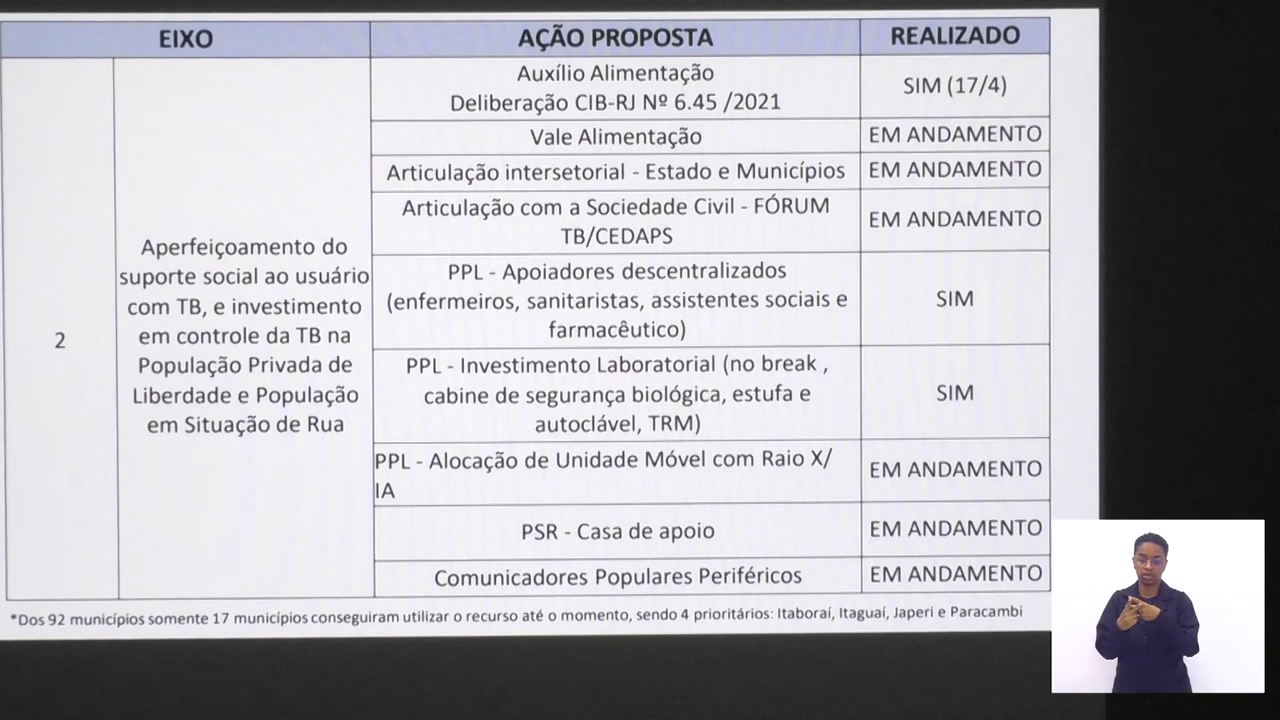 EIXO
AÇÃO PROPOSTA
REALIZADO
2
Aperfeiçoamento do
suporte social ao usuário
com TB, e investimento
em controle da TB na
População Privada de
Liberdade e População
em Situação de Rua
Auxílio Alimentação
Deliberação CIB-RJ Nº 6.45 /2021
SIM (17/4)
Vale Alimentação
EM ANDAMENTO
Articulação intersetorial - Estado e Municípios
EM ANDAMENTO
Articulação com a Sociedade Civil - FÓRUM
TB/CEDAPS
EM ANDAMENTO
PPL - Apoiadores descentralizados
(enfermeiros, sanitaristas, assistentes sociais e
farmacêutico)
SIM
PPL - Investimento Laboratorial (no break ,
cabine de segurança biológica, estufa e
autoclável, TRM)
SIM
PPL - Alocação de Unidade Móvel com Raio X/
IA
EM ANDAMENTO
PSR - Casa de apoio
EM ANDAMENTO
Comunicadores Populares Periféricos
EM ANDAMENTO
*Dos 92 municípios somente 17 municípios conseguiram utilizar o recurso até o momento, sendo 4 prioritários: Itaboraí, Itaguaí, Japeri e Paracambi